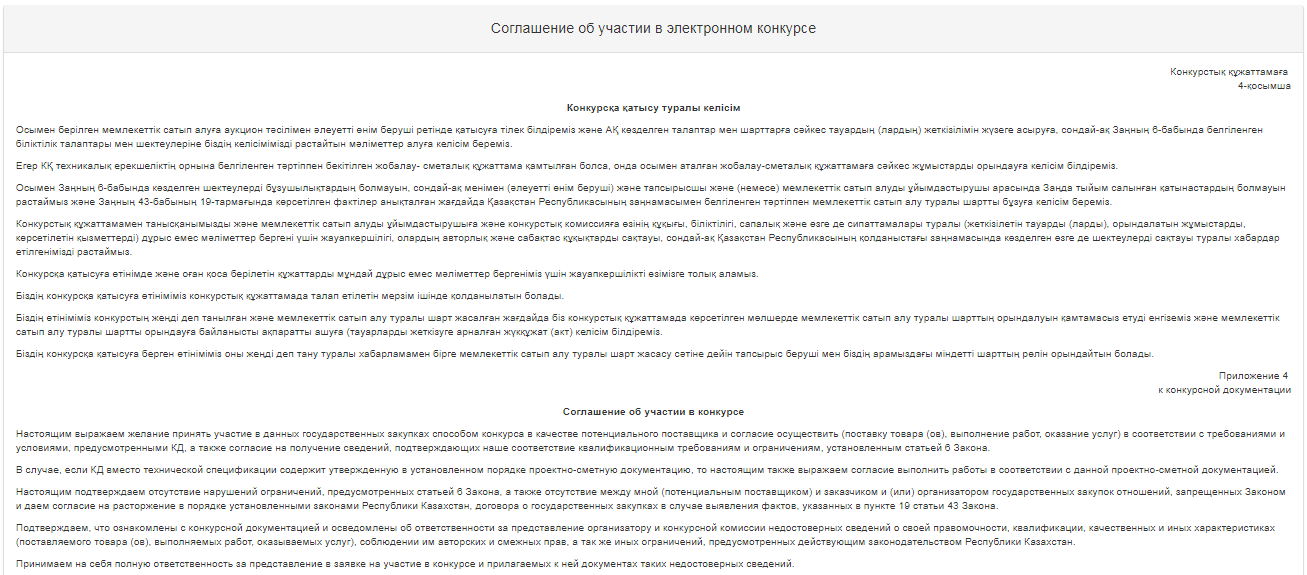 Соглашение об участии в электронном конкурсе
Конкурстық құжаттамаға
4-қосымша
Конкурсқа қатысу туралы келісім
Осымен берілген мемлекеттік сатып алуға аукцион тәсілімен әлеуетті өнім беруші ретінде қатысуға тілек білдіреміз және АҚ көзделген талаптар мен шарттарға сәйкес тауардың (лардың) жеткізілімін жүзеге асыруға, сондай-ақ Заңның 6-бабында белгіленген
біліктілік талаптары мен шектеулеріне біздің келісімімізді растайтын мәліметтер алуға келісім береміз.
Егер КҚ техникалық ерекшеліктің орнына белгіленген тәртіппен бекітілген жобалау- сметалық құжаттама қамтылған болса, онда осымен аталған жобалау-сметалық құжаттамаға сәйкес жұмыстарды орындауға келісім білдіреміз.
Осымен Заңның 6-бабында көзделген шектеулерді бұзушылықтардың болмауын, сондай-ақ менімен (әлеуетті өнім беруші) және тапсырысшы және (немесе) мемлекеттік сатып алуды ұйымдастырушы арасында Заңда тыйым салынған қатынастардың болмауын
растаймыз және Заңның 43-бабының 19-тармағында көрсетілген фактілер анықталған жағдайда Қазақстан Республикасының заңнамасымен белгіленген тәртіппен мемлекеттік сатып алу туралы шартты бұзуға келісім береміз.
Конкурстық құжаттамамен танысқанымызды және мемлекеттік сатып алуды ұйымдастырушыға және конкурстық комиссияға өзінің құқығы, біліктілігі, сапалық және өзге де сипаттамалары туралы (жеткізілетін тауарды (ларды), орындалатын жұмыстарды,
көрсетілетін қызметтерді) дұрыс емес мәліметтер бергені үшін жауапкершілігі, олардың авторлық және сабақтас құқықтарды сақтауы, сондай-ақ Қазақстан Республикасының қолданыстағы заңнамасында көзделген өзге де шектеулерді сақтауы туралы хабардар
етілгенімізді растаймыз.
Конкурсқа қатысуға өтінімде және оған қоса берілетін құжаттарды мұндай дұрыс емес мәліметтер бергеніміз үшін жауапкершілікті өзімізге толық аламыз.
Біздің конкурсқа қатысуға өтініміміз конкурстық құжаттамада талап етілетін мерзім ішінде қолданылатын болады.
Біздің өтініміміз конкурстың жеңді деп танылған және мемлекеттік сатып алу туралы шарт жасалған жағдайда біз конкурстық құжаттамада көрсетілген мөлшерде мемлекеттік сатып алу туралы шарттың орындалуын қамтамасыз етуді енгіземіз және мемлекеттік
сатып алу туралы шартты орындауға байланысты ақпаратты ашуға (тауарларды жеткізуге арналған жүкқұжат (акт) келісім білдіреміз.
Біздің конкурсқа қатысуға берген өтініміміз оны жеңді деп тану туралы хабарламамен бірге мемлекеттік сатып алу туралы шарт жасасу сәтіне дейін тапсырыс беруші мен біздің арамыздағы міндетті шарттың рөлін орындайтын болады.
Приложение 4
к конкурсной документации
Соглашение об участии в конкурсе
Настоящим выражаем желание принять участие в данных государственных закупках способом конкурса в качестве потенциального поставщика и согласие осуществить (поставку товара (ов), выполнение работ, оказание услуг) в соответствии с требованиями и
условиями, предусмотренными КД, а также согласие на получение сведений, подтверждающих наше соответствие квалификационным требованиям и ограничениям, установленным статьей 6 Закона.
В случае, если КД вместо технической спецификации содержит утвержденную в установленном порядке проектно-сметную документацию, то настоящим также выражаем согласие выполнить работы в соответствии с данной проектно-сметной документацией.
Настоящим подтверждаем отсутствие нарушений ограничений, предусмотренных статьей 6 Закона, а также отсутствие между мной (потенциальным поставщиком) и заказчиком и (или) организатором государственных закупок отношений, запрещенных Законом
и даем согласие на расторжение в порядке установленными законами Республики Казахстан, договора о государственных закупках в случае выявления фактов, указанных в пункте 19 статьи 43 Закона.
Подтверждаем, что ознакомлены с конкурсной документацией и осведомлены об ответственности за представление организатору и конкурсной комиссии недостоверных сведений о своей правомочности, квалификации, качественных и иных характеристиках
(поставляемого товара (ов), выполняемых работ, оказываемых услуг), соблюдении им авторских и смежных прав, а так же иных ограничений, предусмотренных действующим законодательством Республики Казахстан.
Принимаем на себя полную ответственность за представление в заявке на участие в конкурсе и прилагаемых к ней документах таких недостоверных сведений.